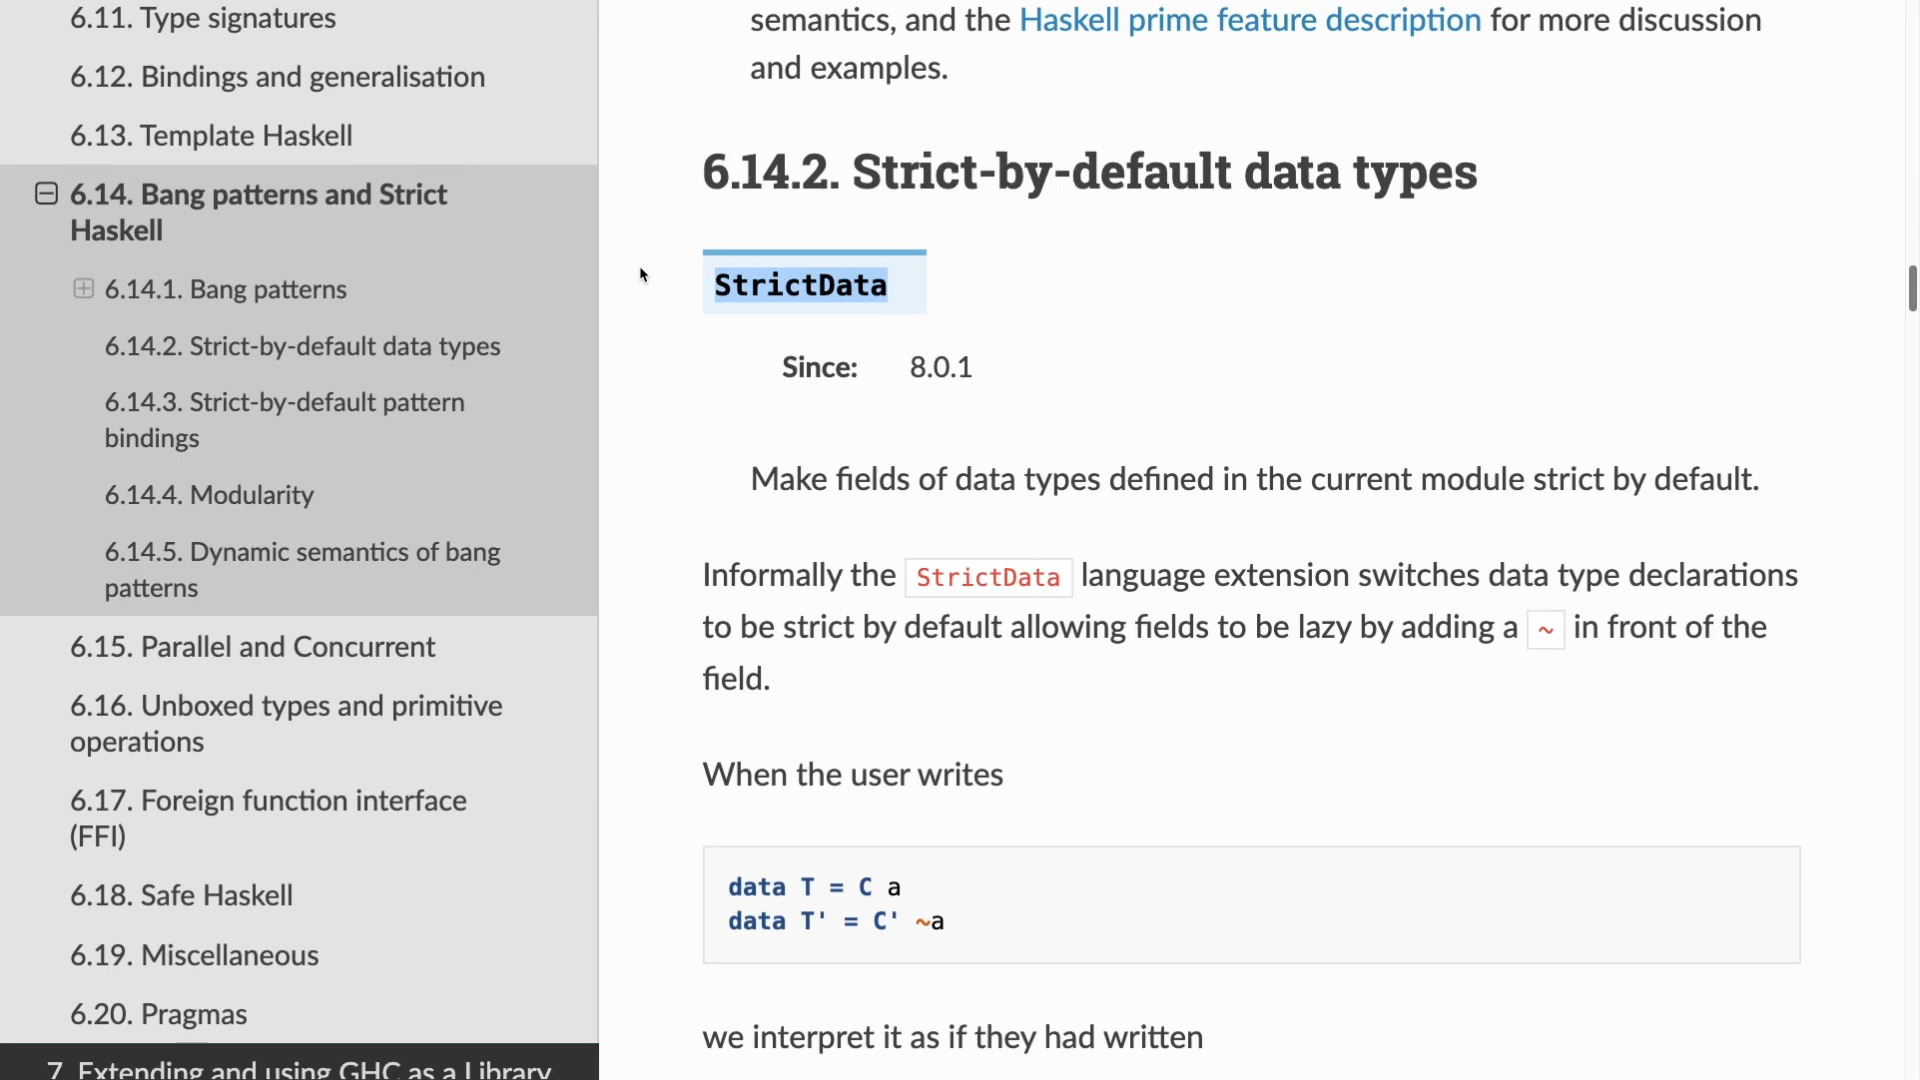 6.11. Type signatures
6.12. Bindings and generalisation
6.13. Template Haskell
6.14. Bang patterns and Strict
Haskell
6.14.1. Bang patterns
6.14.2. Strict-by-default data types
6.14.3. Strict-by-default pattern
bindings
6.14.4. Modularity
6.14.5. Dynamic semantics of bang
patterns
6.15. Parallel and Concurrent
6.16. Unboxed types and primitive
operations
6.17. Foreign function interface
(FFI)
6.18. Safe Haskell
6.19. Miscellaneous
6.20. Pragmas
7. Extending and using GHC as a Library
semantics, and the Haskell prime feature description for more discussion
and examples.
6.14.2. Strict-by-default data types
StrictData
Since: 8.0.1
Make fields of data types defined in the current module strict by default.
Informally the StrictData language extension switches data type declarations
to be strict by default allowing fields to be lazy by adding a ~ in front of the
field.
When the user writes
data T = C a
data T' = C' ~a
we interpret it as if they had written